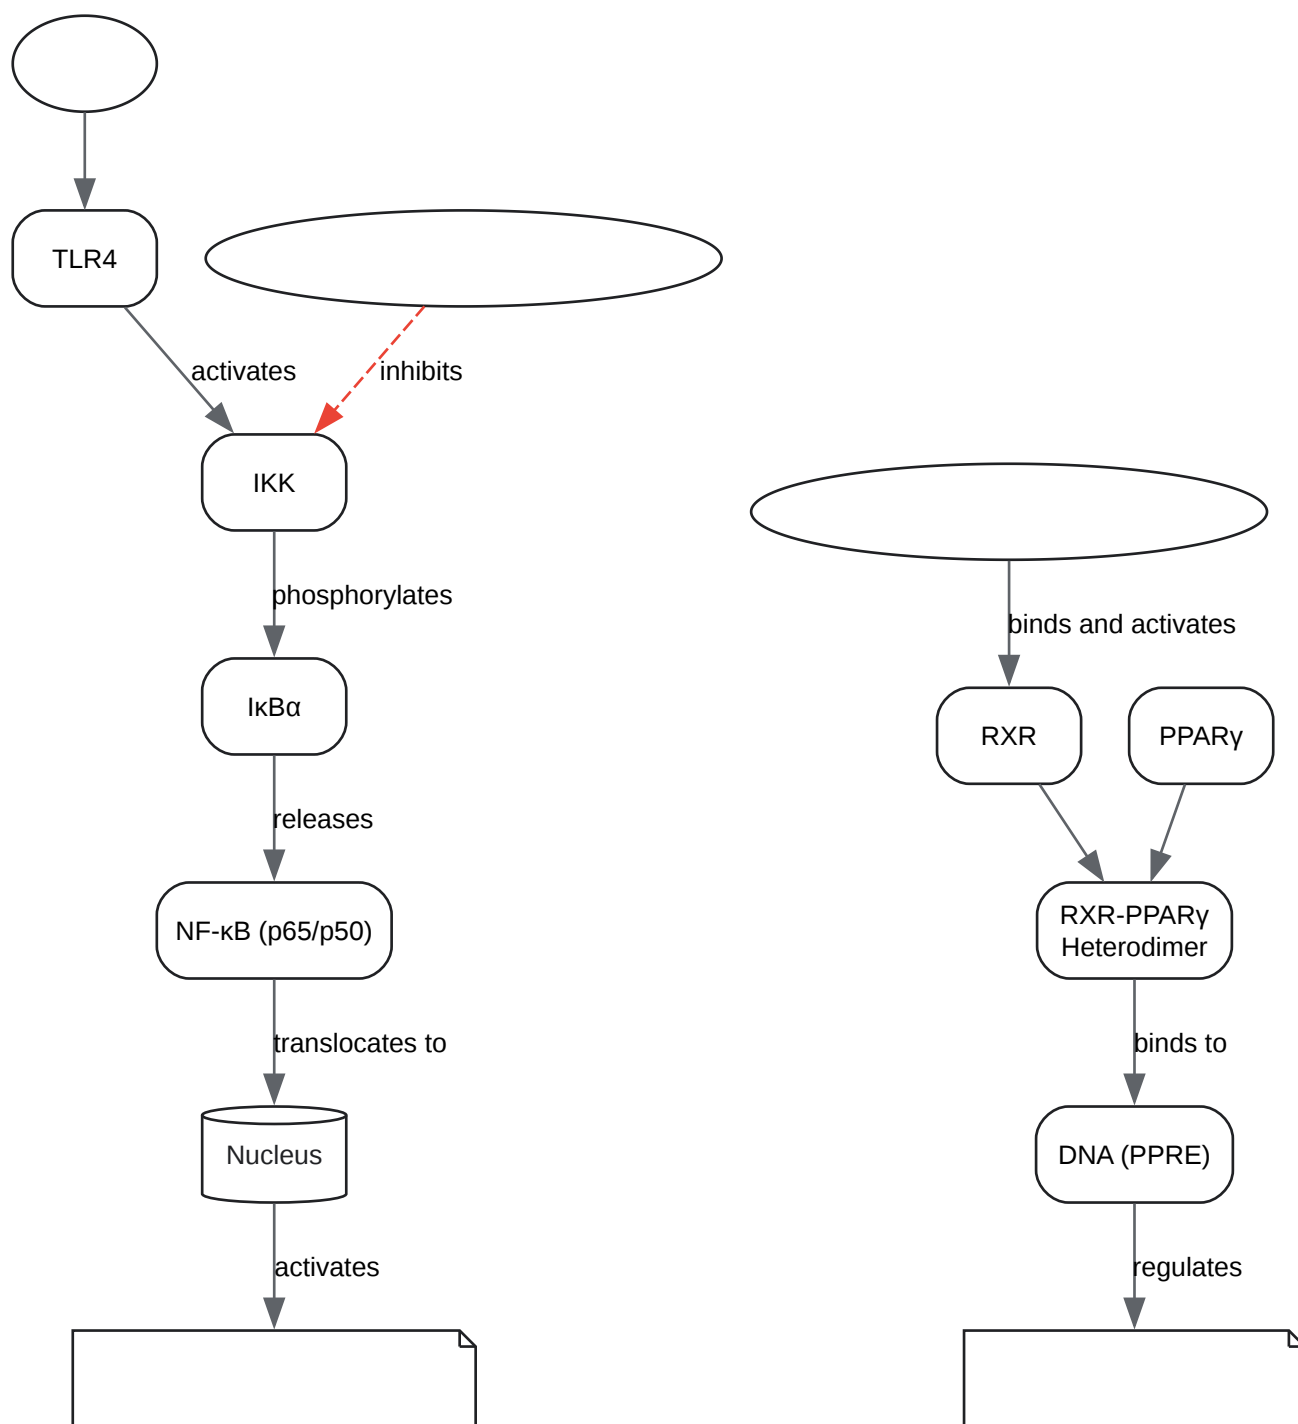 TLR4
activates
inhibits
IKK
phosphorylates
binds and activates
IκBα
RXR
PPARγ
releases
NF-κB (p65/p50)
RXR-PPARγ
Heterodimer
translocates to
binds to
Nucleus
DNA (PPRE)
activates
regulates